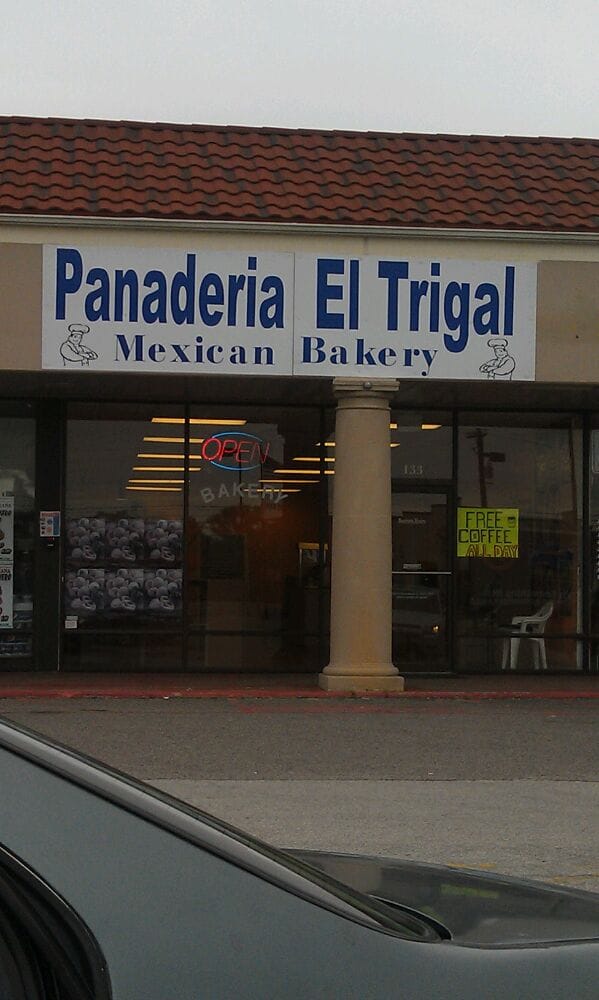 Panaderia El Trigal
Mexican Bakery
OPEN
BAKERY
133
FREE
COFFEE
ALL DAY